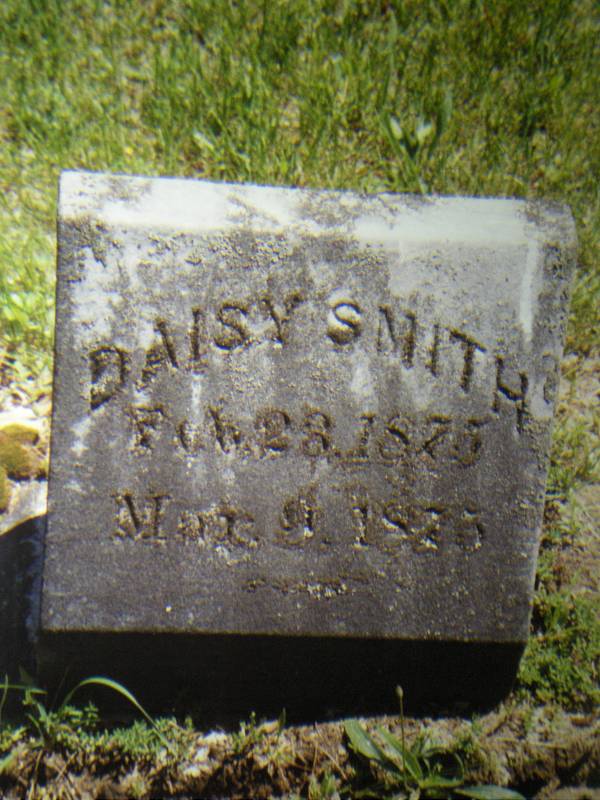 DAISY SMITH
Feb. 23, 1875
Mar. 9, 1875